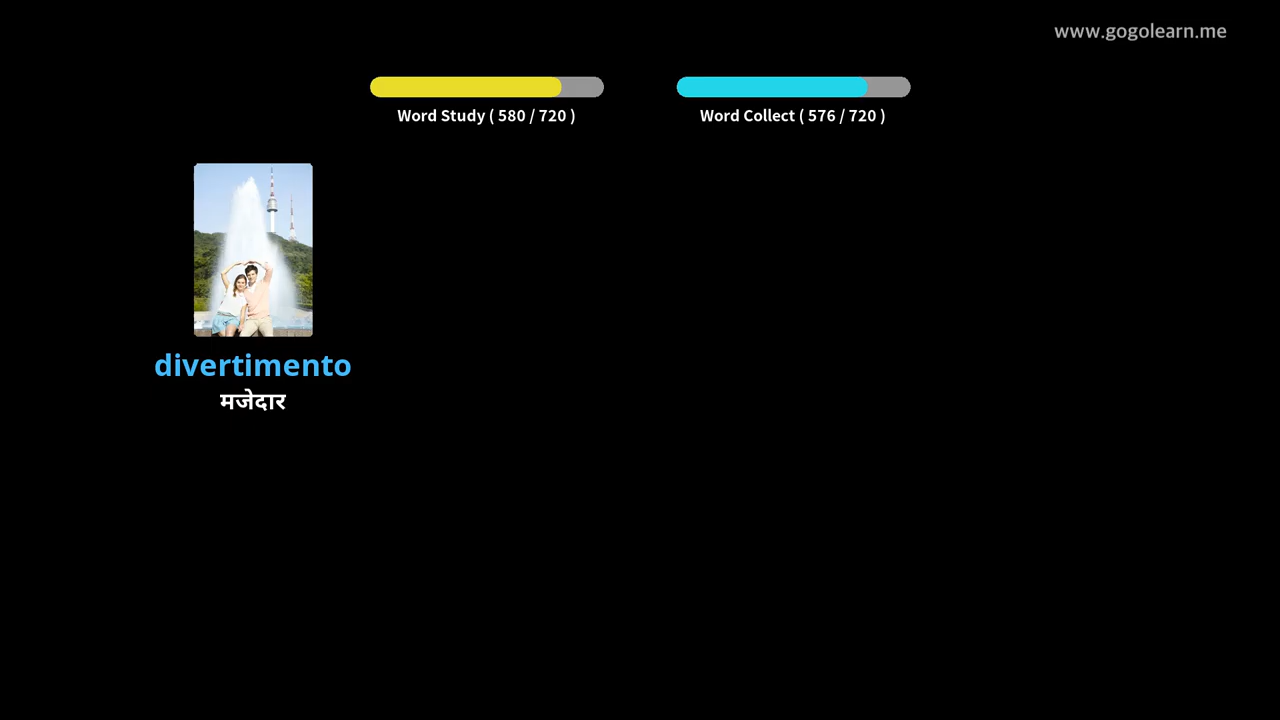 www.gogolearn.me
Word Study ( 580 / 720 )
Word Collect ( 576 / 720 )
divertimento
मजेदार